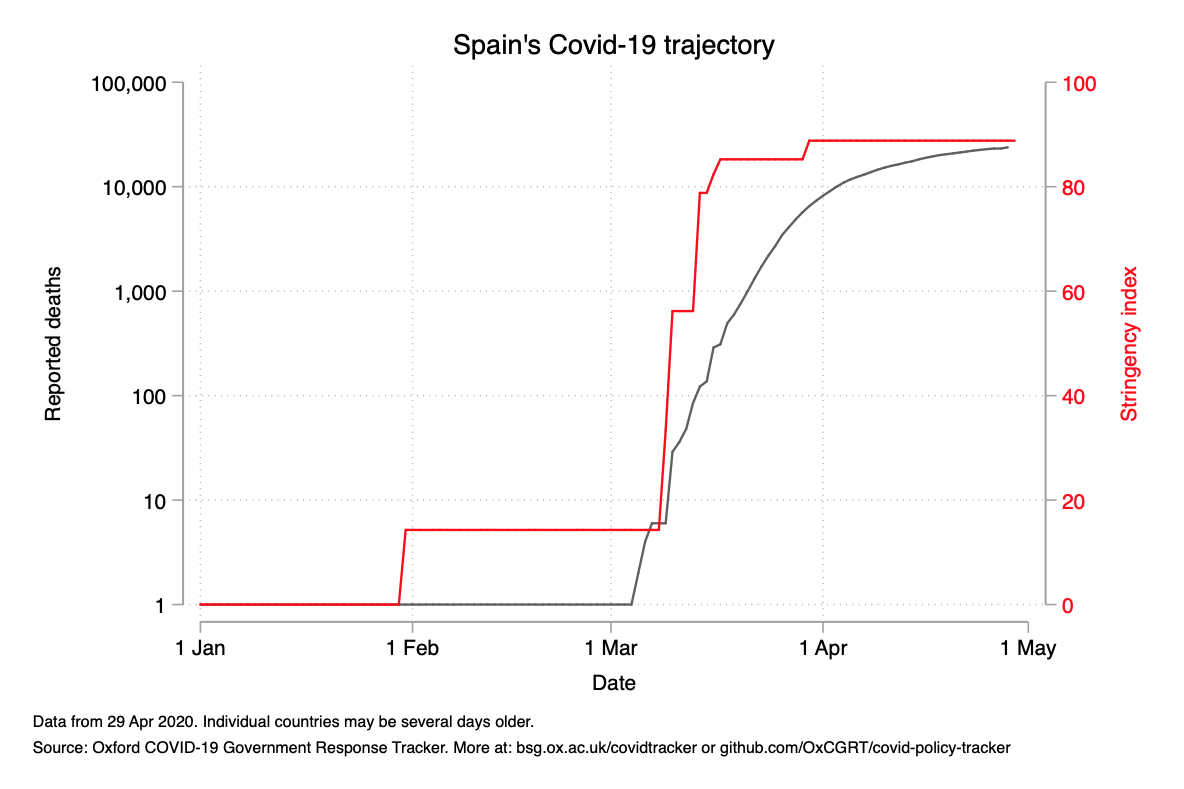 Spain's Covid-19 trajectory
100,000
10,000
1,000
100
10
1
Reported deaths
100
80
60
40
20
0
Stringency index
1 Jan
1 Feb
1 Mar
1 Apr
1 May
Date
Data from 29 Apr 2020. Individual countries may be several days older.
Source: Oxford COVID-19 Government Response Tracker. More at: bsg.ox.ac.uk/covidtracker or github.com/OxCGRT/covid-policy-tracker